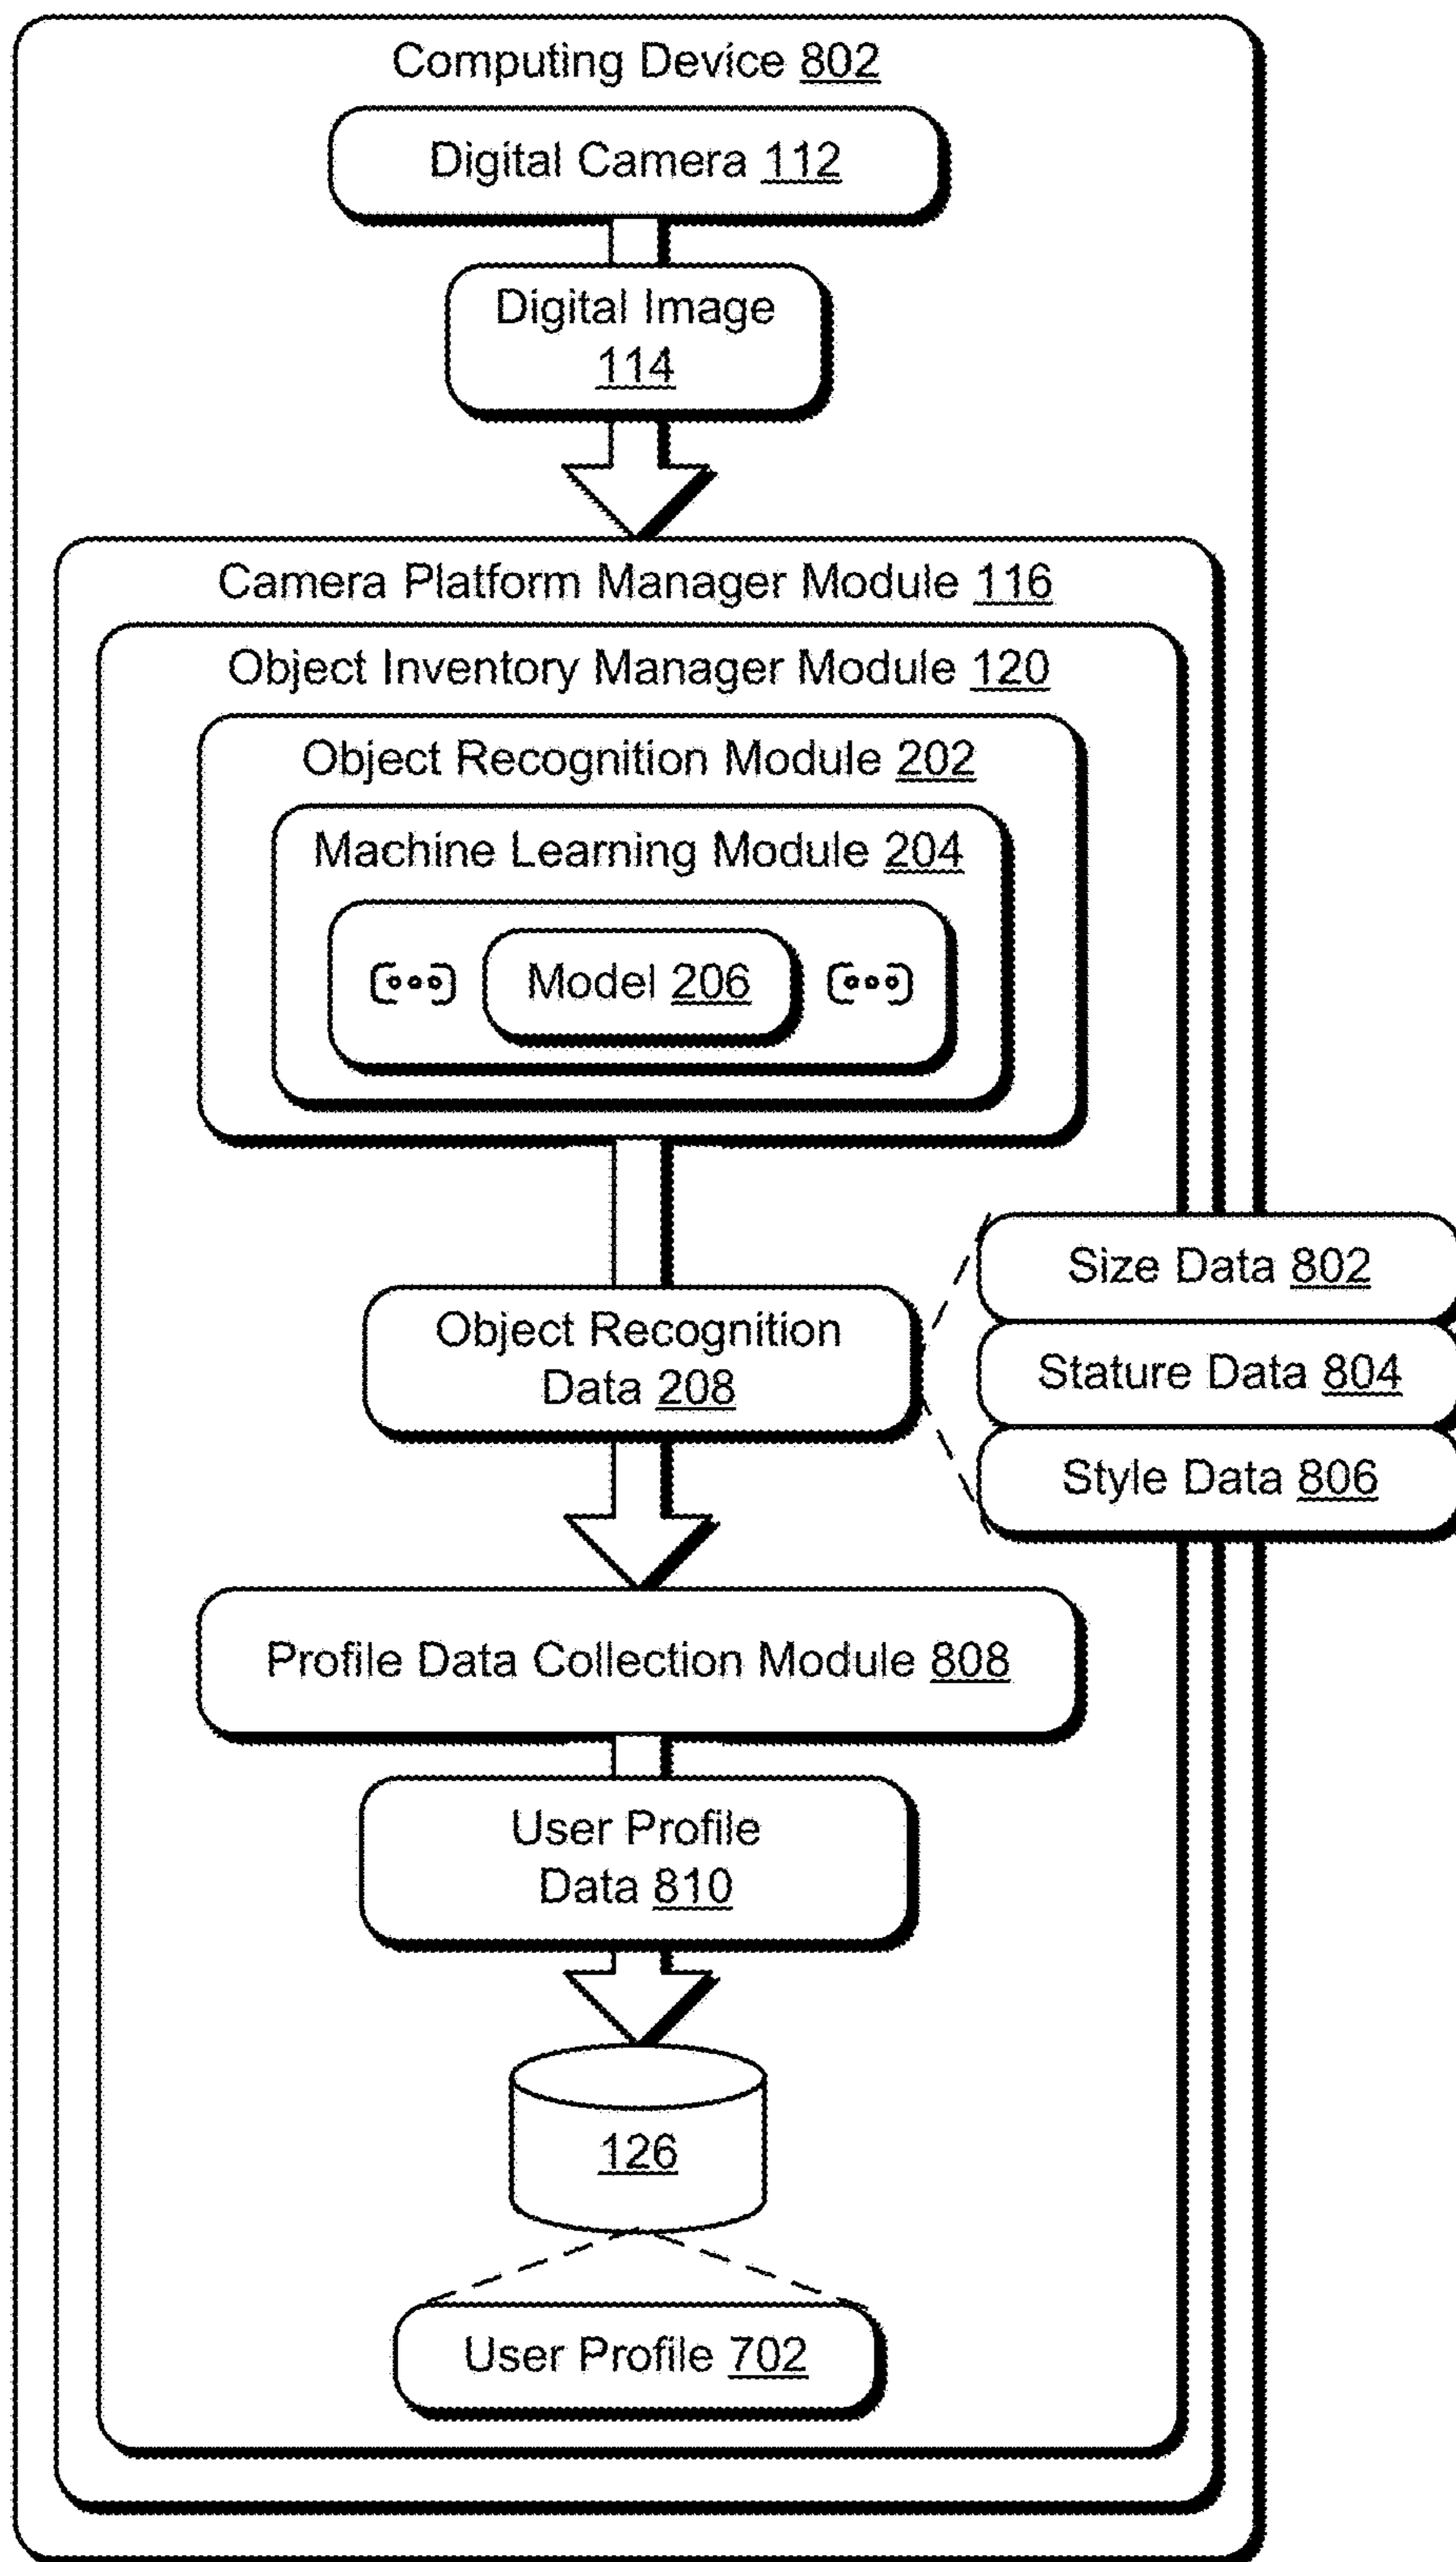 Computing Device 802
Digital Camera 112
Digital Image
114
Camera Platform Manager Module 116
Object Inventory Manager Module 120
Object Recognition Module 202
Machine Learning Module 204
Model 206
Object Recognition
Data 208
Size Data 802
Stature Data 804
Style Data 806
Profile Data Collection Module 808
User Profile
Data 810
126
User Profile 702